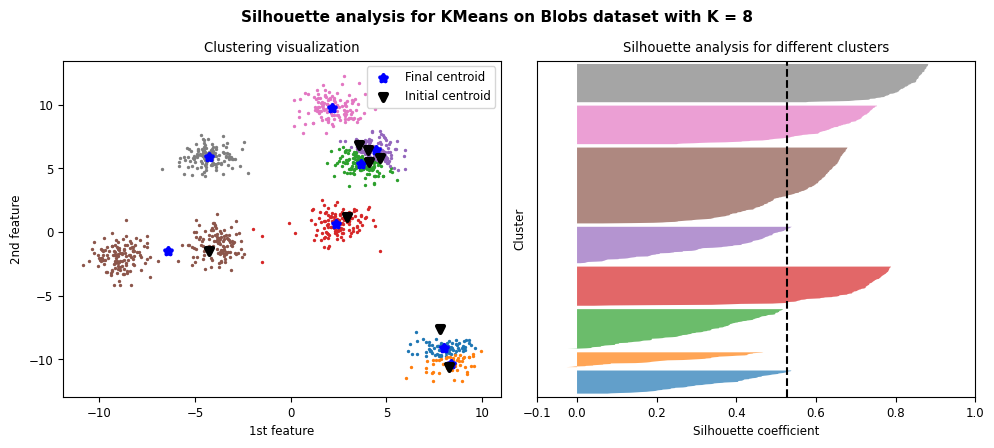 Silhouette analysis for KMeans on Blobs dataset with K = 8
Clustering visualization
Final centroid
Initial centroid
10
5
0
−5
−10
2nd feature
−10
−5
0
5
10
1st feature
Silhouette analysis for different clusters
Cluster
−0.1
0.0
0.2
0.4
0.6
0.8
1.0
Silhouette coefficient